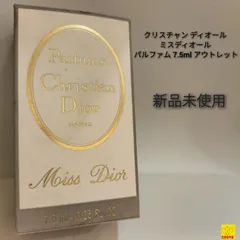 クリスチャン ディオール
ミスディオール
パルファム 7.5ml アウトレット
新品未使用
Parfums
Christian
Dior
Miss Dior